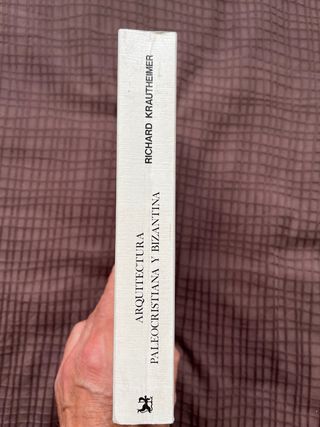 ARQUITECTURA
PALEOCRISTIANA Y BIZANTINA
RICHARD KRAUTHEIMER